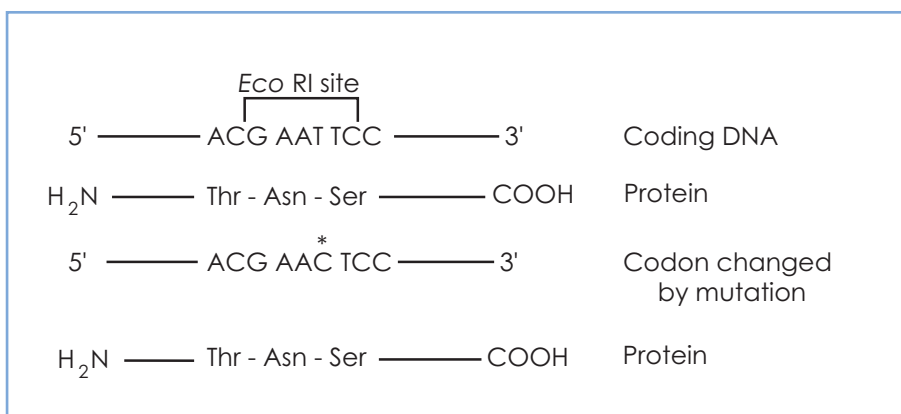 Eco RI site
5' ACG AAT TCC 3' Coding DNA
H₂N Thr - Asn - Ser COOH Protein
*
5' ACG AAC TCC 3' Codon changed
by mutation
H₂N Thr - Asn - Ser COOH Protein